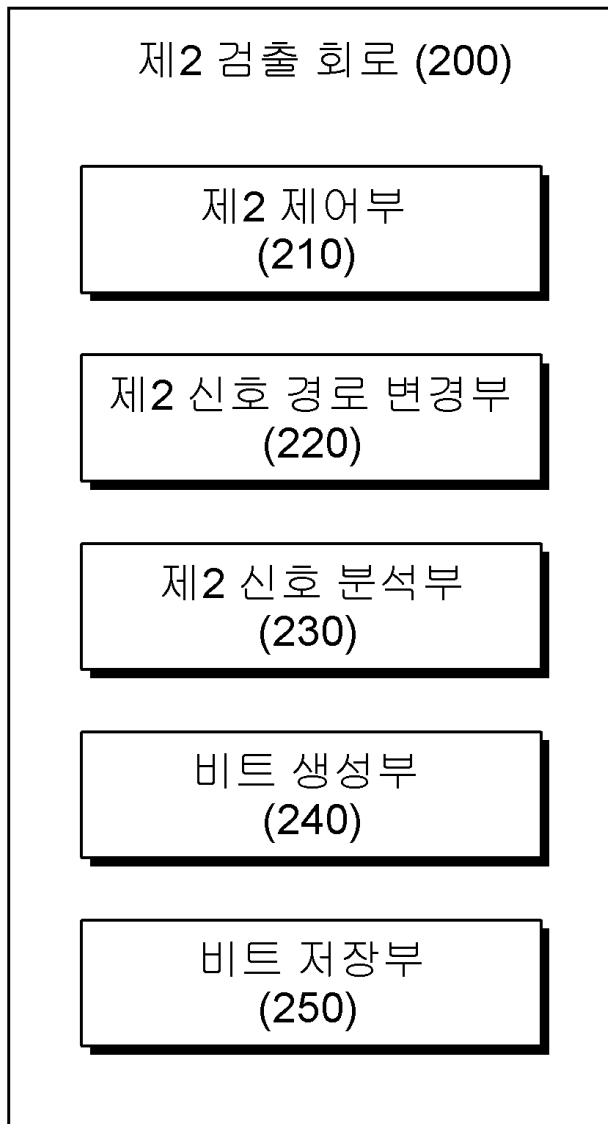 제2 검출 회로 (200)
제2 제어부
(210)
제2 신호 경로 변경부
(220)
제2 신호 분석부
(230)
비트 생성부
(240)
비트 저장부
(250)